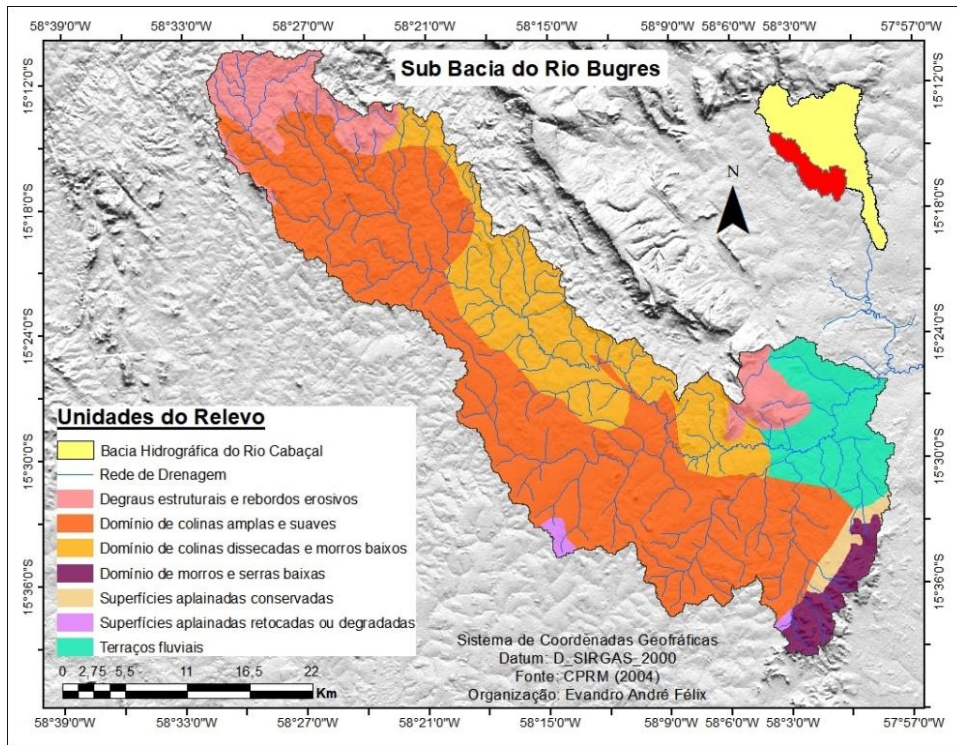 58°39'0"W 58°33'0"W 58°27'0"W 58°21'0"W 58°15'0"W 58°9'0"W 58°6'0"W 58°3'0"W 57°57'0"W
Sub Bacia do Rio Bugres
15°12'0"S 15°12'0"S
N
15°18'0"S 15°18'0"S
15°24'0"S 15°24'0"S
Unidades do Relevo
Bacia Hidrográfica do Rio Cabaçal
Rede de Drenagem
Degraus estruturais e rebordos erosivos
Domínio de colinas amplas e suaves
Domínio de colinas dissecadas e morros baixos
Domínio de morros e serras baixas
Superfícies aplainadas conservadas
Superfícies aplainadas retocadas ou degradadas
Terraços fluviais
15°30'0"S 15°30'0"S
15°36'0"S 15°36'0"S
0 2,75 5,5 11 16,5 22
Km
Sistema de Coordenadas Geofráficas
Datum: D_SIRGAS_2000
Fonte: CPRM (2004)
Organização: Evandro André Félix
58°39'0"W 58°33'0"W 58°27'0"W 58°21'0"W 58°15'0"W 58°9'0"W 58°6'0"W 58°3'0"W 57°57'0"W